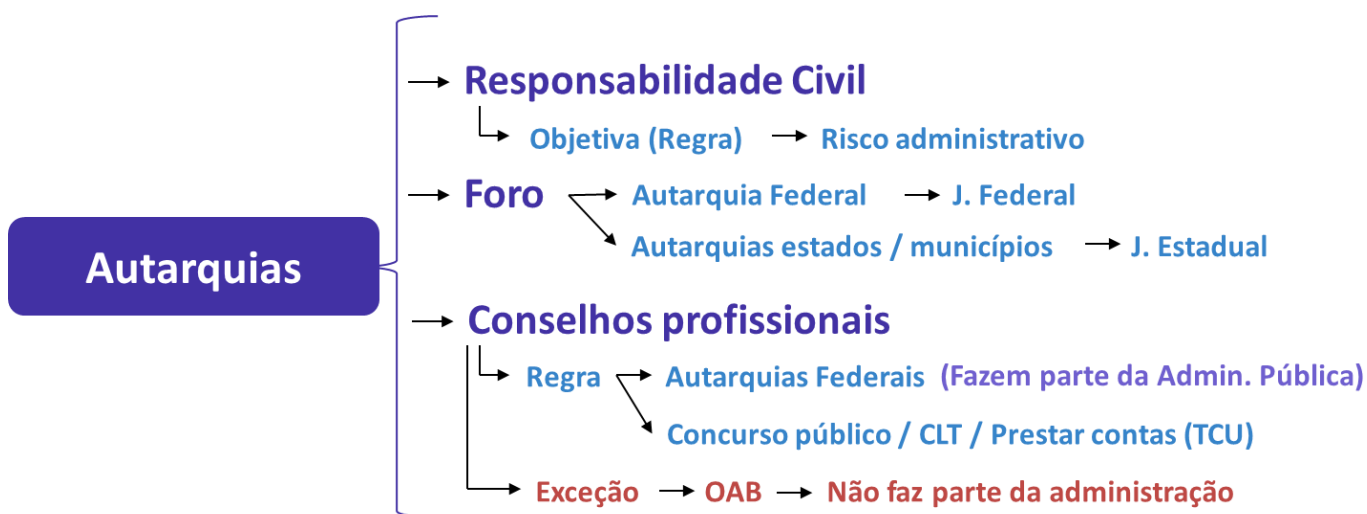 Responsabilidade Civil
Objetiva (Regra) Risco administrativo
Foro Autarquia Federal J. Federal
Autarquias estados / municípios J. Estadual
Autarquias
Conselhos profissionais
Regra Autarquias Federais (Fazem parte da Admin. Pública)
Concurso público / CLT / Prestar contas (TCU)
Exceção OAB Não faz parte da administração